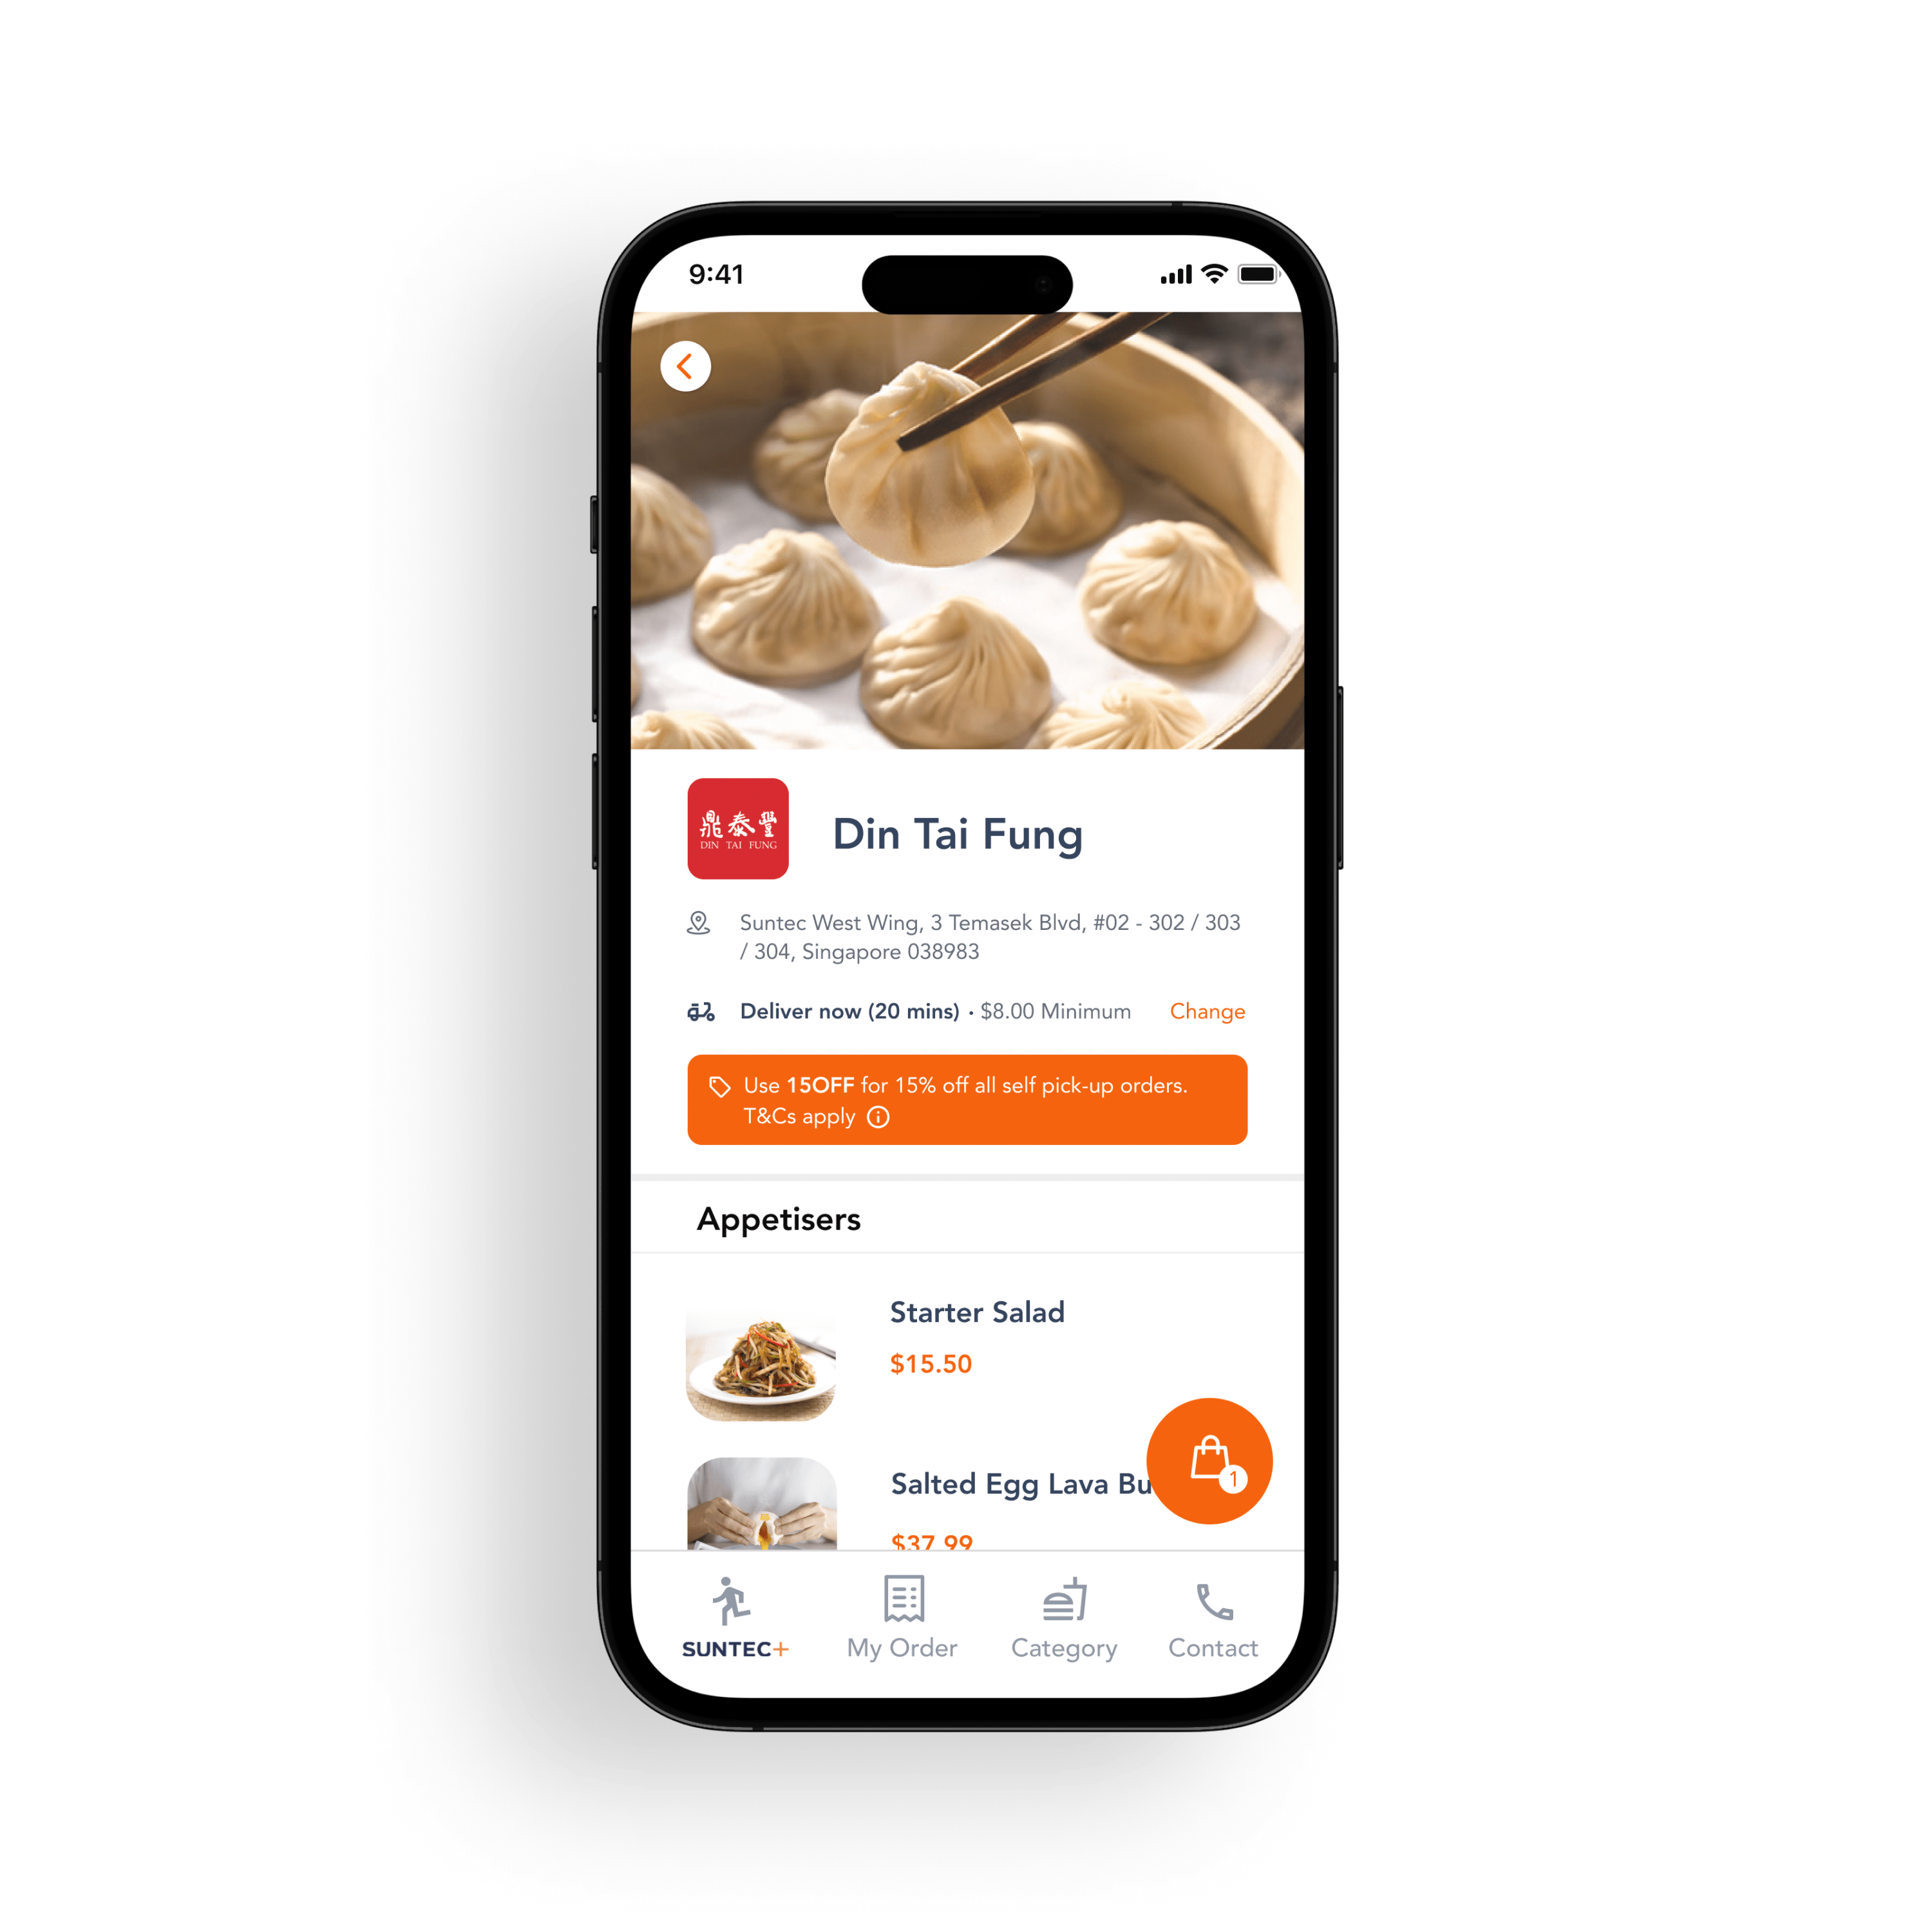 9:41
鼎泰豐
DIN TAI FUNG
Din Tai Fung
Suntec West Wing, 3 Temasek Blvd, #02 - 302 / 303
/ 304, Singapore 038983
Deliver now (20 mins) • $8.00 Minimum Change
Use 15OFF for 15% off all self pick-up orders.
T&Cs apply
Appetisers
Starter Salad
$15.50
Salted Egg Lava Bu
1
$37.99
SUNTEC+ My Order Category Contact